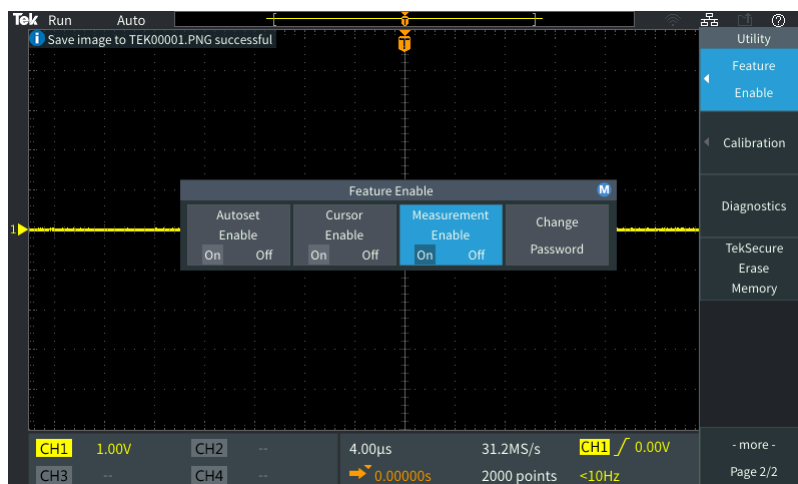 Tek Run Auto
T
Save image to TEK00001.PNG successful
T
Utility
Feature
Enable
Calibration
Diagnostics
TekSecure
Erase
Memory
Feature Enable M
Autoset
Enable
On Off
Cursor
Enable
On Off
Measurement
Enable
On Off
Change
Password
1
CH1 1.00V CH2 -- 4.00µs 31.2MS/s CH1 0.00V
CH3 -- CH4 -- 0.00000s 2000 points <10Hz
- more -
Page 2/2